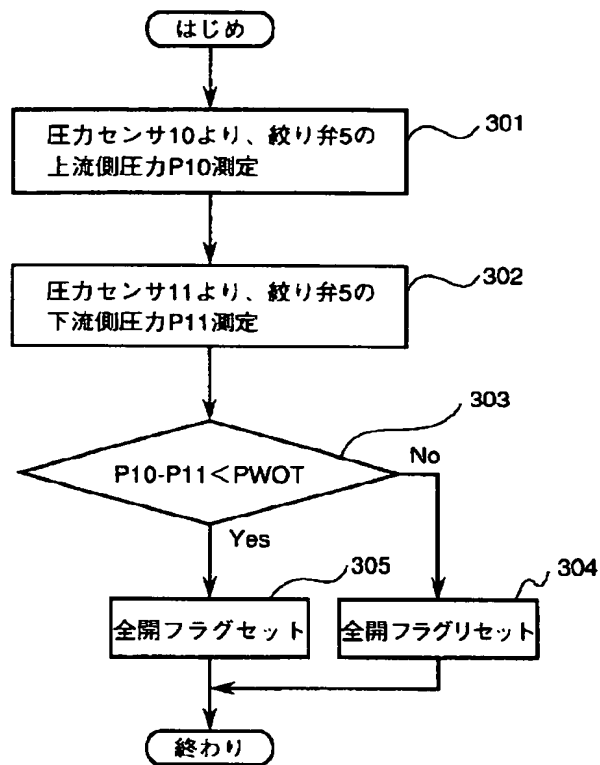 はじめ
301
圧力センサ10より、絞り弁5の
上流側圧力P10測定
302
圧力センサ11より、絞り弁5の
下流側圧力P11測定
303
P10-P11＜PWOT
No
Yes
305
304
全開フラグセット
全開フラグリセット
終わり